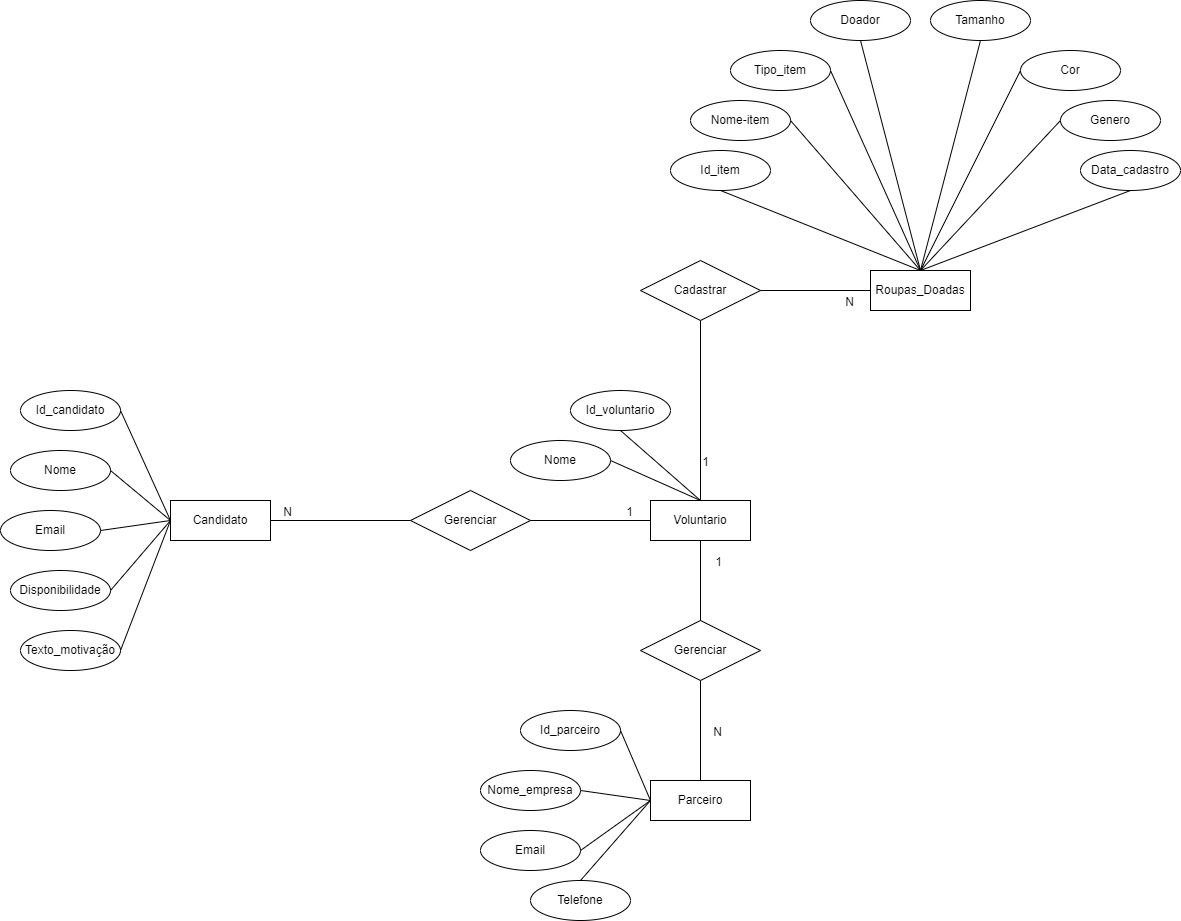 Doador
Tamanho
Tipo_item
Cor
Nome-item
Genero
Id_item
Data_cadastro
Cadastrar
Roupas_Doadas
N
Id_candidato
Id_voluntario
Nome
Nome
1
N
1
Candidato
Gerenciar
Voluntario
Email
1
Disponibilidade
Texto_motivação
Gerenciar
Id_parceiro
N
Nome_empresa
Parceiro
Email
Telefone